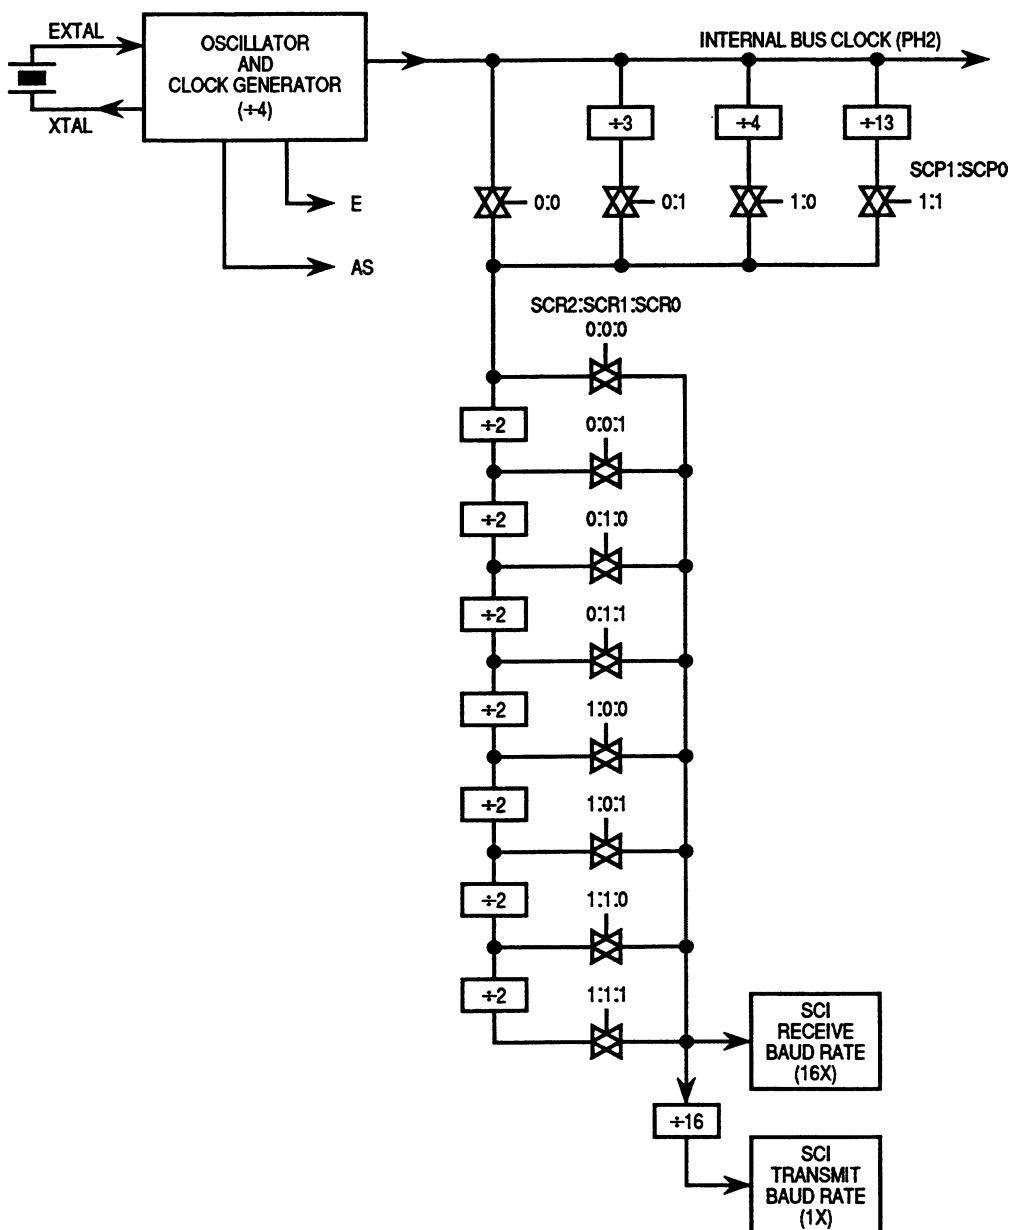 EXTAL
XTAL
OSCILLATOR
AND
CLOCK GENERATOR
(÷4)
INTERNAL BUS CLOCK (PH2)
÷3
÷4
÷13
SCP1:SCP0
0:0
0:1
1:0
1:1
E
AS
SCR2:SCR1:SCR0
0:0:0
÷2
0:0:1
÷2
0:1:0
÷2
0:1:1
÷2
1:0:0
÷2
1:0:1
÷2
1:1:0
÷2
1:1:1
SCI
RECEIVE
BAUD RATE
(16X)
÷16
SCI
TRANSMIT
BAUD RATE
(1X)